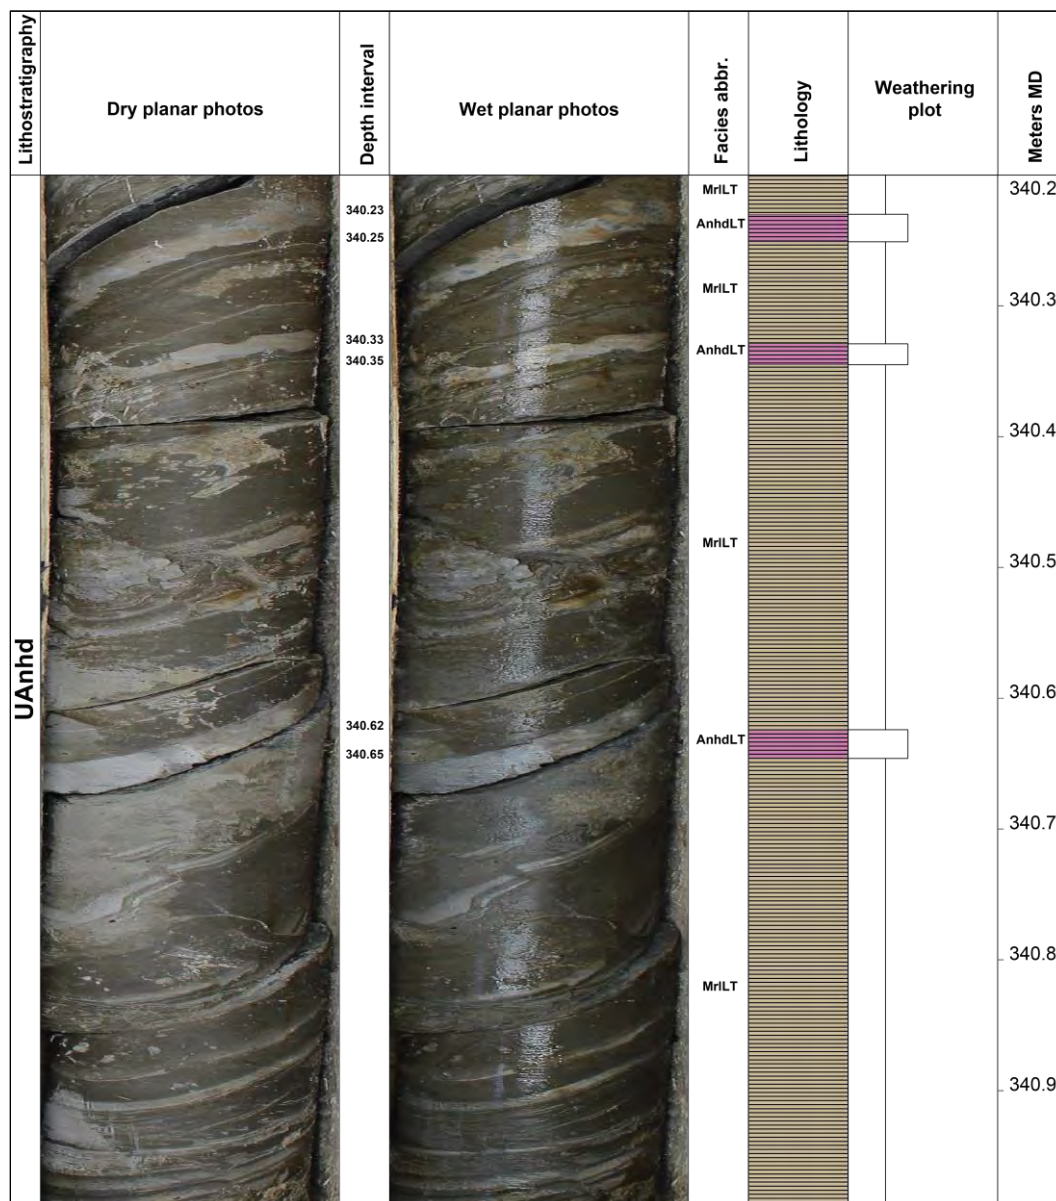 Lithostratigraphy
Dry planar photos
Depth interval
Wet planar photos
Facies abbr.
Lithology
Weathering
plot
Meters MD
UAnhd
340.23
340.25
340.33
340.35
340.62
340.65
MrlLT
AnhdLT
MrlLT
AnhdLT
MrlLT
AnhdLT
MrlLT
340.2
340.3
340.4
340.5
340.6
340.7
340.8
340.9